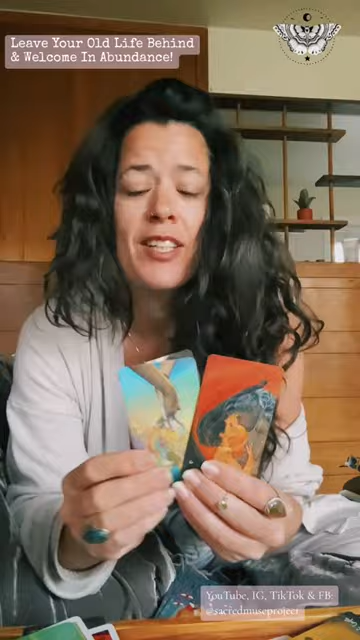 Leave Your Old Life Behind
& Welcome In Abundance!
YouTube, IG, TikTok & FB:
@sacredmuseproject